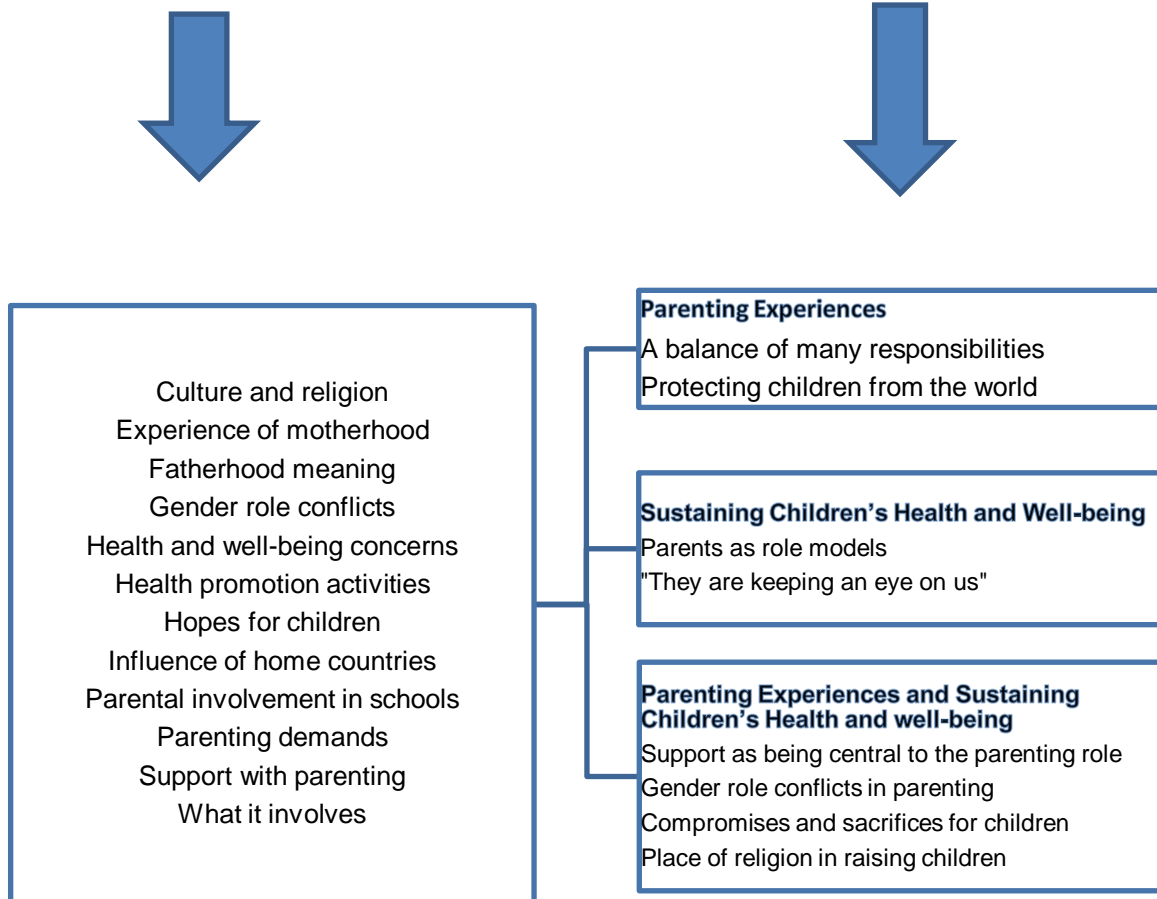 Culture and religion
Experience of motherhood
Fatherhood meaning
Gender role conflicts
Health and well-being concerns
Health promotion activities
Hopes for children
Influence of home countries
Parental involvement in schools
Parenting demands
Support with parenting
What it involves
Parenting Experiences
A balance of many responsibilities
Protecting children from the world
Sustaining Children’s Health and Well-being
Parents as role models
"They are keeping an eye on us"
Parenting Experiences and Sustaining
Children’s Health and well-being
Support as being central to the parenting role
Gender role conflicts in parenting
Compromises and sacrifices for children
Place of religion in raising children